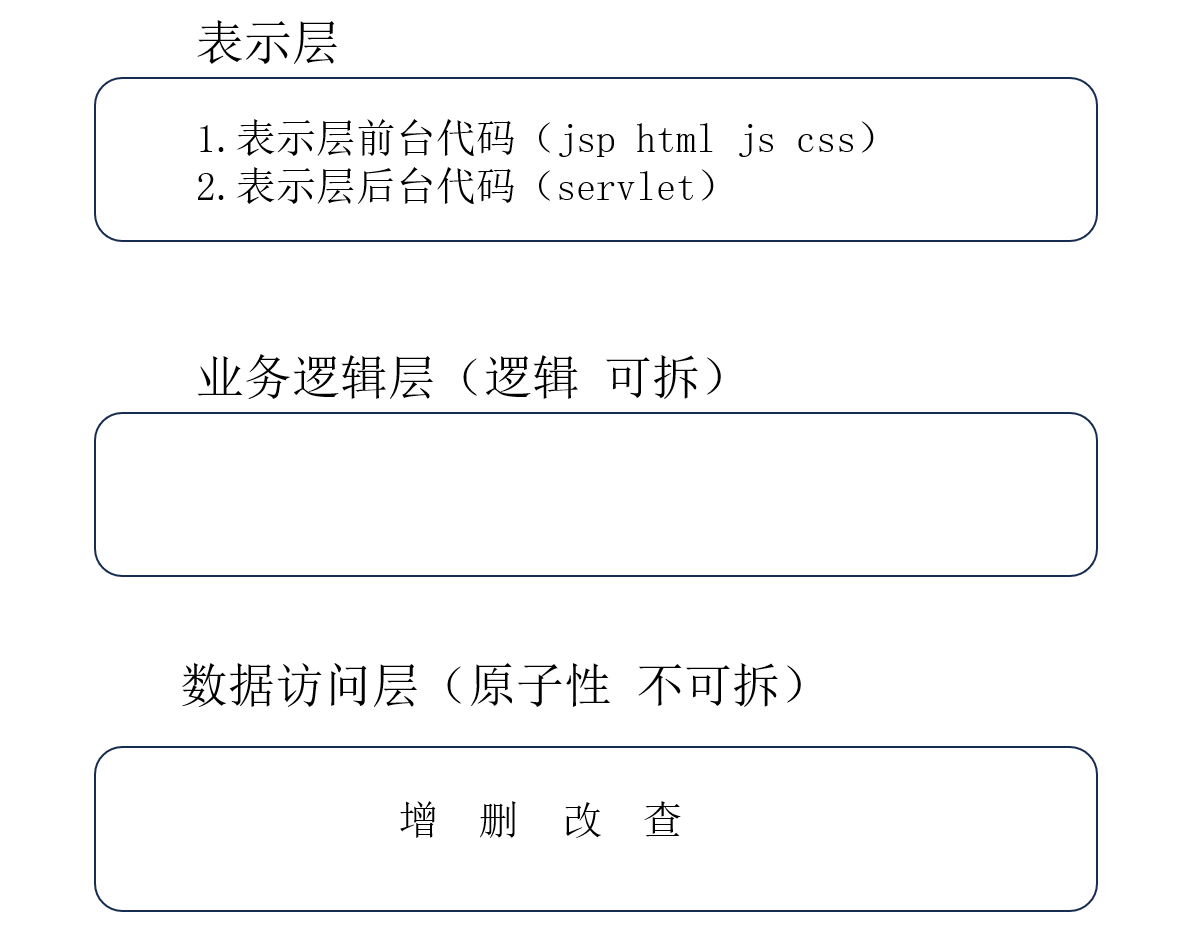 表示层
1.表示层前台代码（jsp html js css）
2.表示层后台代码（servlet）
业务逻辑层（逻辑 可拆）
数据访问层（原子性 不可拆）
增 删 改 查